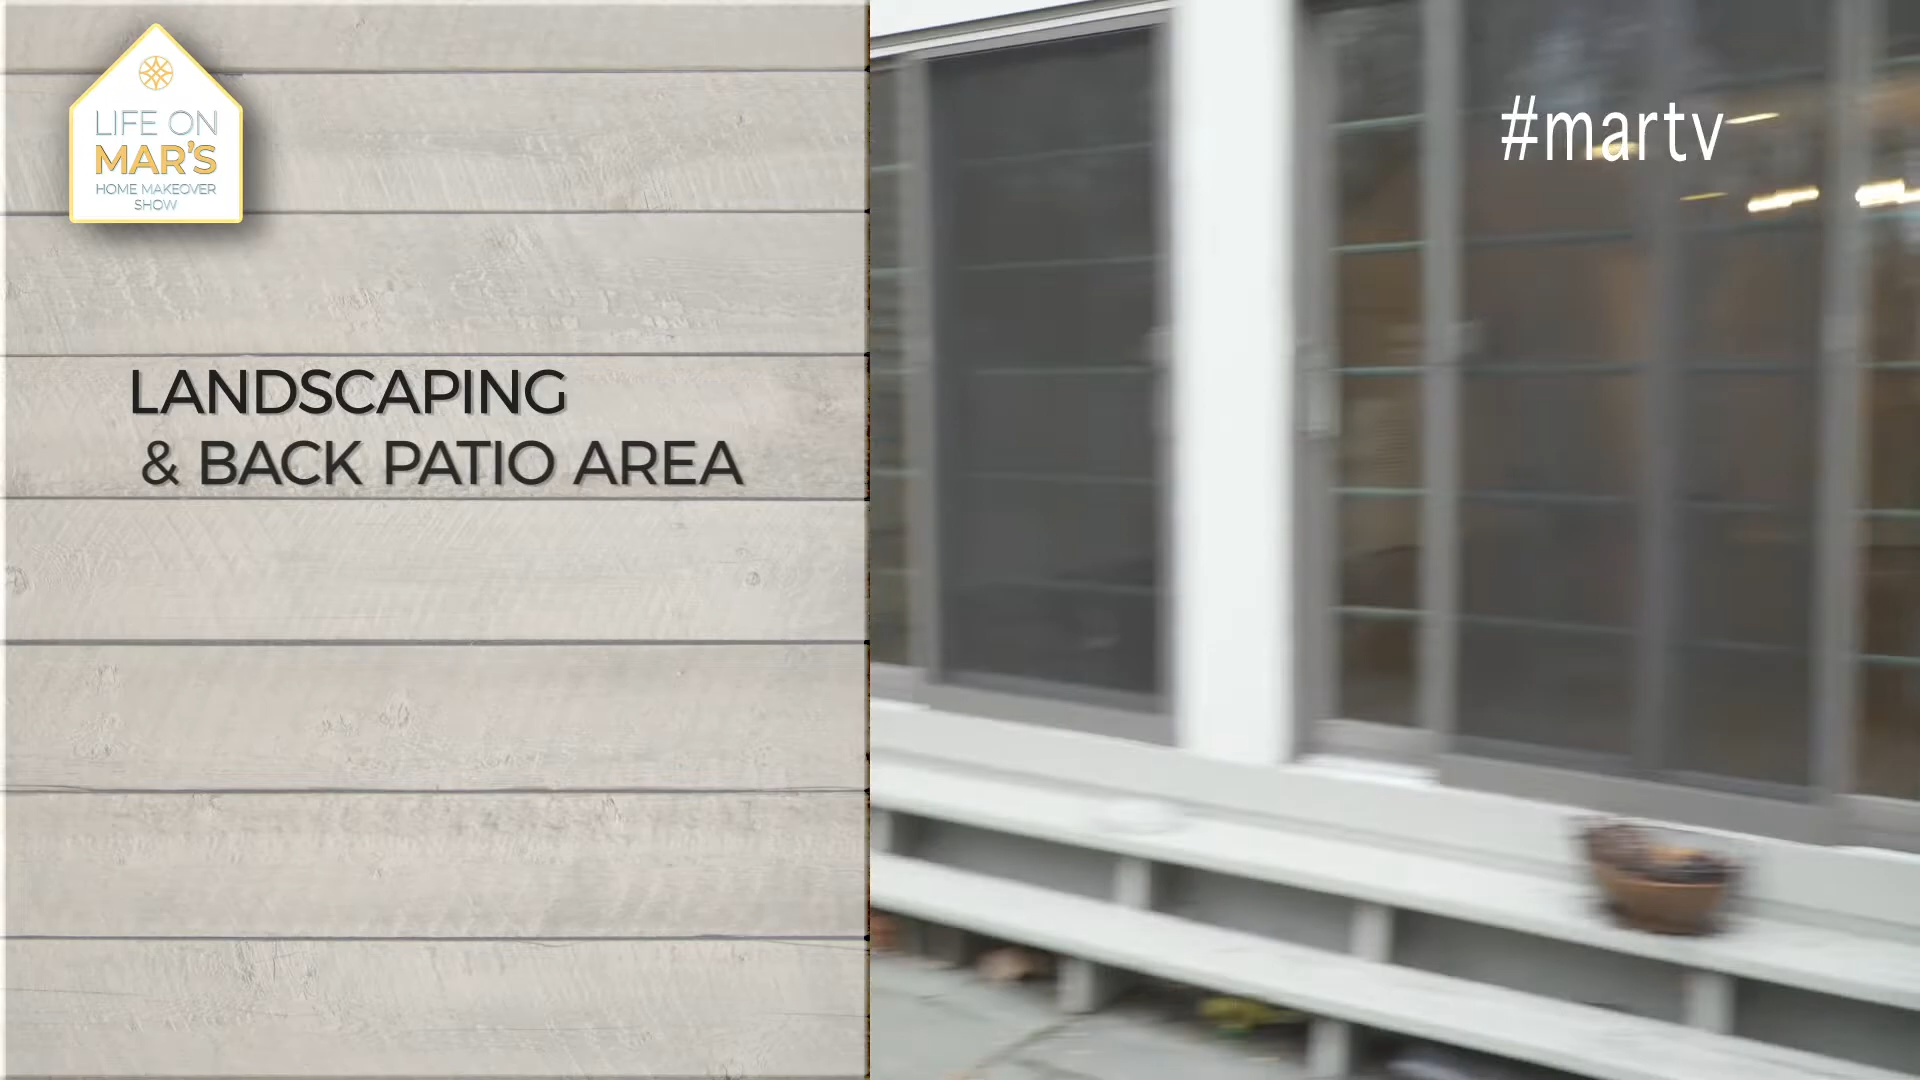 LIFE ON
MAR'S
HOME MAKEOVER
SHOW
LANDSCAPING
& BACK PATIO AREA
#martv